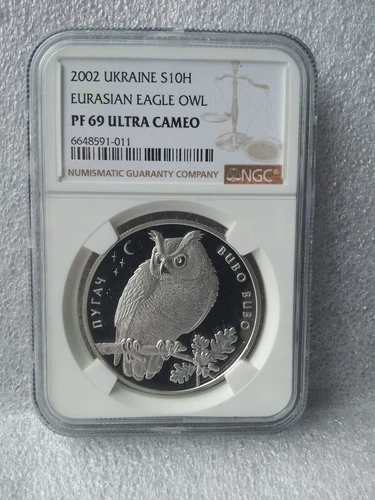 2002 UKRAINE S10H
EURASIAN EAGLE OWL
PF 69 ULTRA CAMEO
6648591-011
NUMISMATIC GUARANTY COMPANY
NGC
ПУГАЧ
BUBO BUBO